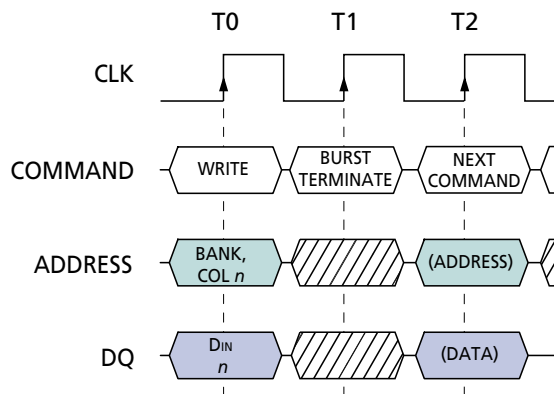 T0 T1 T2
CLK
COMMAND WRITE BURST TERMINATE NEXT COMMAND
ADDRESS BANK, COL n (ADDRESS)
DQ DIN n (DATA)